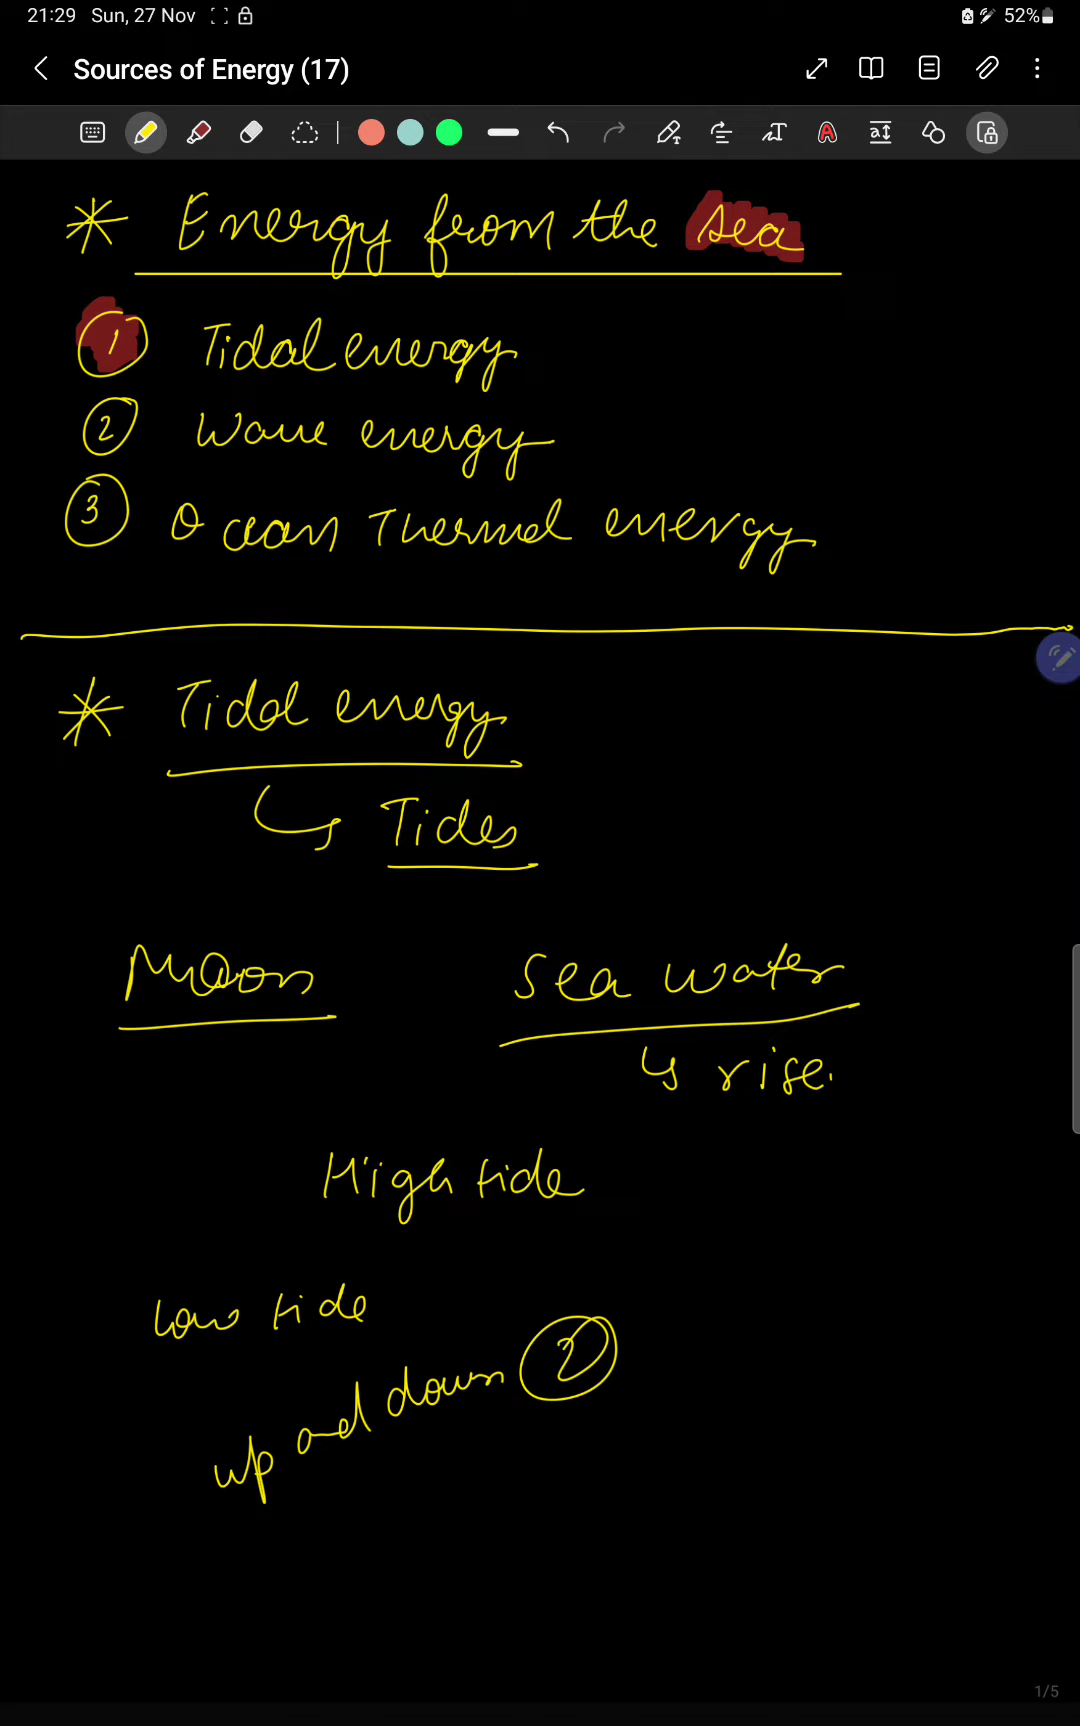 21:29 Sun, 27 Nov 52%
Sources of Energy (17)
* Energy from the sea
① Tidal energy
② Wave energy
③ Ocean Thermal energy
* Tidal energy
↳ Tides
Moon sea water
↳ rise.
High tide
Low tide
up and down ②
1/5